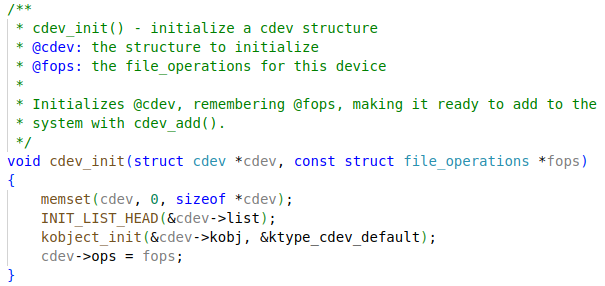 /**
 * cdev_init() - initialize a cdev structure
 * @cdev: the structure to initialize
 * @fops: the file_operations for this device
 *
 * Initializes @cdev, remembering @fops, making it ready to add to the
 * system with cdev_add().
 */
void cdev_init(struct cdev *cdev, const struct file_operations *fops)
{
    memset(cdev, 0, sizeof *cdev);
    INIT_LIST_HEAD(&cdev->list);
    kobject_init(&cdev->kobj, &ktype_cdev_default);
    cdev->ops = fops;
}